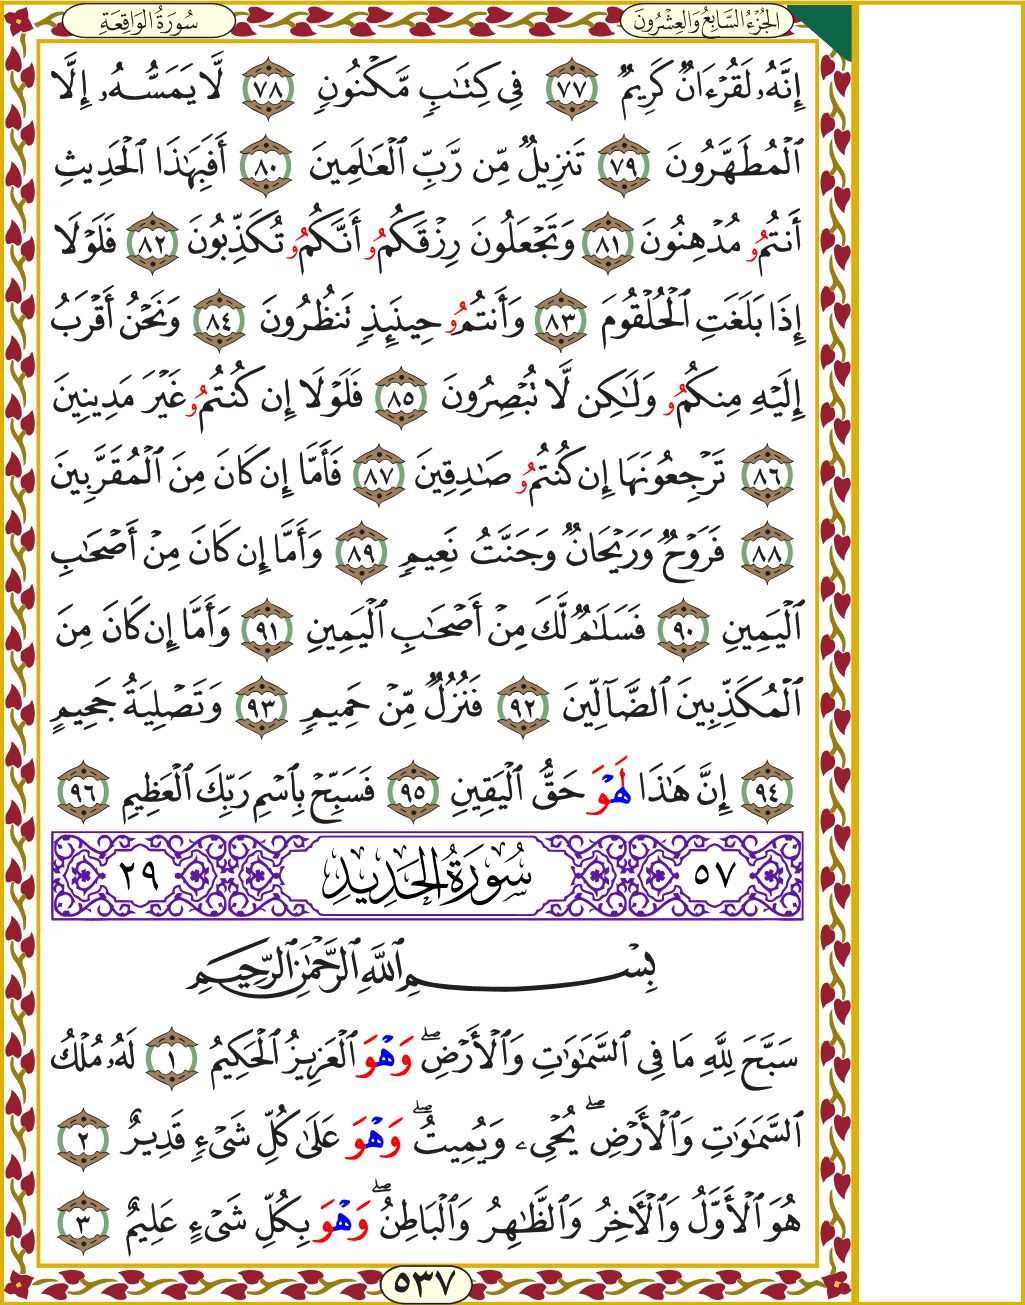 الجُزْءُ السَّابِعُ وَالعِشْرُونَ
سُورَةُ الوَاقِعَةِ
إِنَّهُۥ لَقُرْءَانٌ كَرِيمٌ ٧٧ فِي كِتَٰبٍ مَّكْنُونٍ ٧٨ لَّا يَمَسُّهُۥ إِلَّا
ٱلْمُطَهَّرُونَ ٧٩ تَنزِيلٌ مِّن رَّبِّ ٱلْعَٰلَمِينَ ٨٠ أَفَبِهَٰذَا ٱلْحَدِيثِ
أَنتُمُۥ مُدْهِنُونَ ٨١ وَتَجْعَلُونَ رِزْقَكُمُۥ أَنَّكُمُۥ تُكَذِّبُونَ ٨٢ فَلَوْلَا
إِذَا بَلَغَتِ ٱلْحُلْقُومَ ٨٣ وَأَنتُمُۥ حِينَئِذٍ تَنظُرُونَ ٨٤ وَنَحْنُ أَقْرَبُ
إِلَيْهِ مِنكُمُۥ وَلَٰكِن لَّا تُبْصِرُونَ ٨٥ فَلَوْلَا إِن كُنتُمُۥ غَيْرَ مَدِينِينَ
٨٦ تَرْجِعُونَهَا إِن كُنتُمُۥ صَٰدِقِينَ ٨٧ فَأَمَّا إِن كَانَ مِنَ ٱلْمُقَرَّبِينَ
٨٨ فَرَوْحٌ وَرَيْحَانٌ وَجَنَّتُ نَعِيمٍ ٨٩ وَأَمَّا إِن كَانَ مِنْ أَصْحَٰبِ
ٱلْيَمِينِ ٩٠ فَسَلَٰمٌ لَّكَ مِنْ أَصْحَٰبِ ٱلْيَمِينِ ٩١ وَأَمَّا إِن كَانَ مِنَ
ٱلْمُكَذِّبِينَ ٱلضَّآلِّينَ ٩٢ فَنُزُلٌ مِّنْ حَمِيمٍ ٩٣ وَتَصْلِيَةُ جَحِيمٍ
٩٤ إِنَّ هَٰذَا لَهْوَ حَقُّ ٱلْيَقِينِ ٩٥ فَسَبِّحْ بِٱسْمِ رَبِّكَ ٱلْعَظِيمِ ٩٦
٥٧ سُورَةُ الحَدِيدِ ٢٩
بِسْمِ ٱللَّهِ ٱلرَّحْمَٰنِ ٱلرَّحِيمِ
سَبَّحَ لِلَّهِ مَا فِي ٱلسَّمَٰوَٰتِ وَٱلْأَرْضِۖ وَهْوَ ٱلْعَزِيزُ ٱلْحَكِيمُ ١ لَهُۥ مُلْكُ
ٱلسَّمَٰوَٰتِ وَٱلْأَرْضِۖ يُحْيِۦ وَيُمِيتُۖ وَهْوَ عَلَىٰ كُلِّ شَيْءٍ قَدِيرٌ ٢
هُوَ ٱلْأَوَّلُ وَٱلْأٓخِرُ وَٱلظَّٰهِرُ وَٱلْبَاطِنُۖ وَهْوَ بِكُلِّ شَيْءٍ عَلِيمٌ ٣
٥٣٧